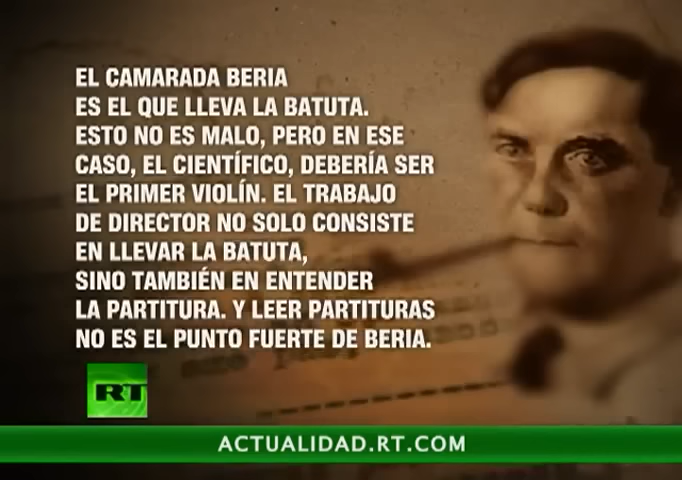 EL CAMARADA BERIA
ES EL QUE LLEVA LA BATUTA.
ESTO NO ES MALO, PERO EN ESE
CASO, EL CIENTÍFICO, DEBERÍA SER
EL PRIMER VIOLÍN. EL TRABAJO
DE DIRECTOR NO SOLO CONSISTE
EN LLEVAR LA BATUTA,
SINO TAMBIÉN EN ENTENDER
LA PARTITURA. Y LEER PARTITURAS
NO ES EL PUNTO FUERTE DE BERIA.
RT
ACTUALIDAD.RT.COM